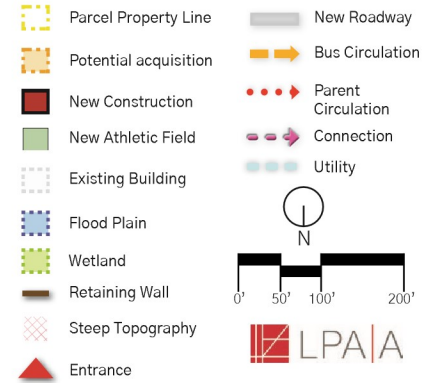 Parcel Property Line
Potential acquisition
New Construction
New Athletic Field
Existing Building
Flood Plain
Wetland
Retaining Wall
Steep Topography
Entrance
New Roadway
Bus Circulation
Parent
Circulation
Connection
Utility
N
0' 50' 100' 200'
LPA|A